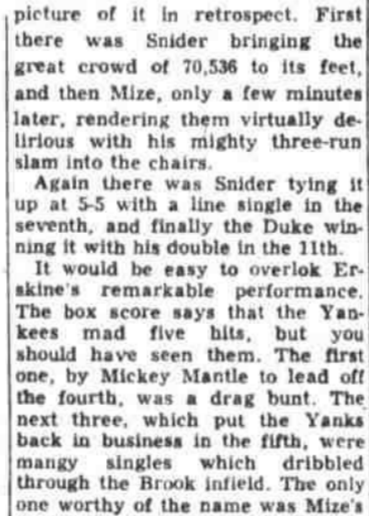 picture of it in retrospect. First
there was Snider bringing the
great crowd of 70,536 to its feet,
and then Mize, only a few minutes
later, rendering them virtually de-
lirious with his mighty three-run
slam into the chairs.
Again there was Snider tying it
up at 5-5 with a line single in the
seventh, and finally the Duke win-
ning it with his double in the 11th.
It would be easy to overlok Er-
skine's remarkable performance.
The box score says that the Yan-
kees mad five hits, but you
should have seen them. The first
one, by Mickey Mantle to lead off
the fourth, was a drag bunt. The
next three, which put the Yanks
back in business in the fifth, were
mangy singles which dribbled
through the Brook infield. The only
one worthy of the name was Mize's